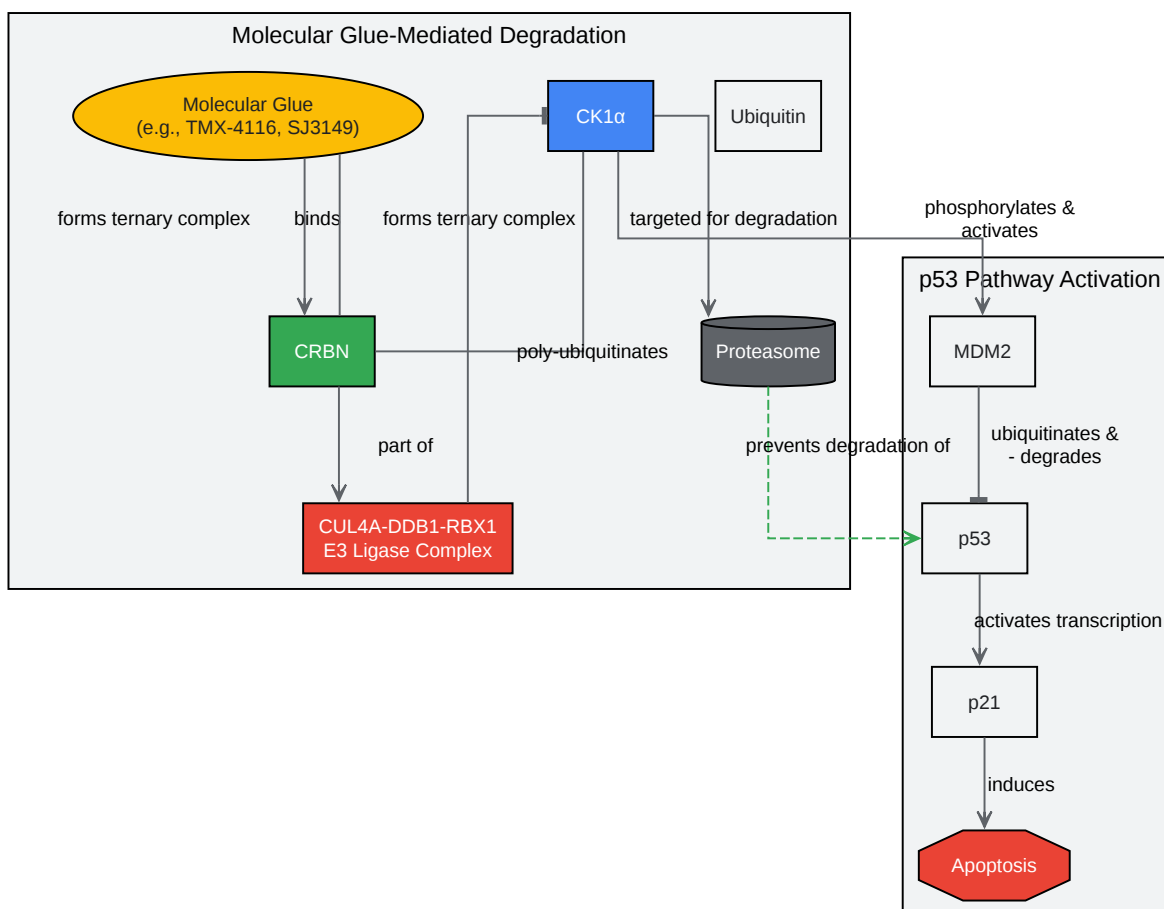 Molecular Glue-Mediated Degradation
Molecular Glue
(e.g., TMX-4116, SJ3149)
CK1α
Ubiquitin
forms ternary complex
binds
forms ternary complex
targeted for degradation
phosphorylates &
activates
p53 Pathway Activation
CRBN
poly-ubiquitinates
Proteasome
MDM2
part of
prevents degradation of
ubiquitinates &
- degrades
CUL4A-DDB1-RBX1
E3 Ligase Complex
p53
activates transcription
p21
induces
Apoptosis